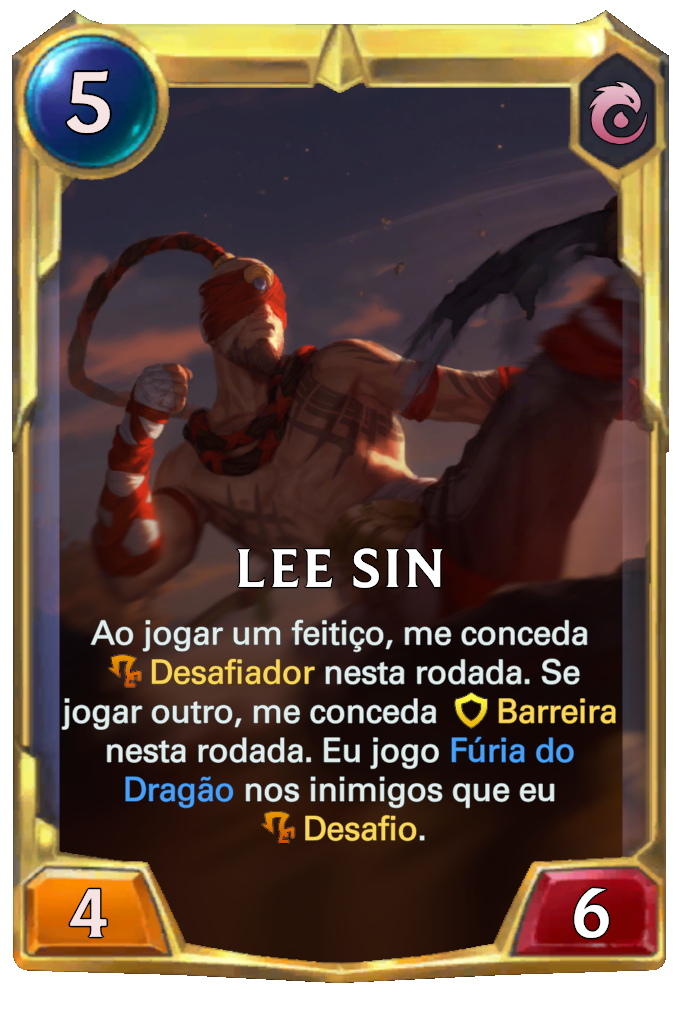 5
LEE SIN
Ao jogar um feitiço, me conceda
Desafiador nesta rodada. Se
jogar outro, me conceda Barreira
nesta rodada. Eu jogo Fúria do
Dragão nos inimigos que eu
Desafio.
4
6